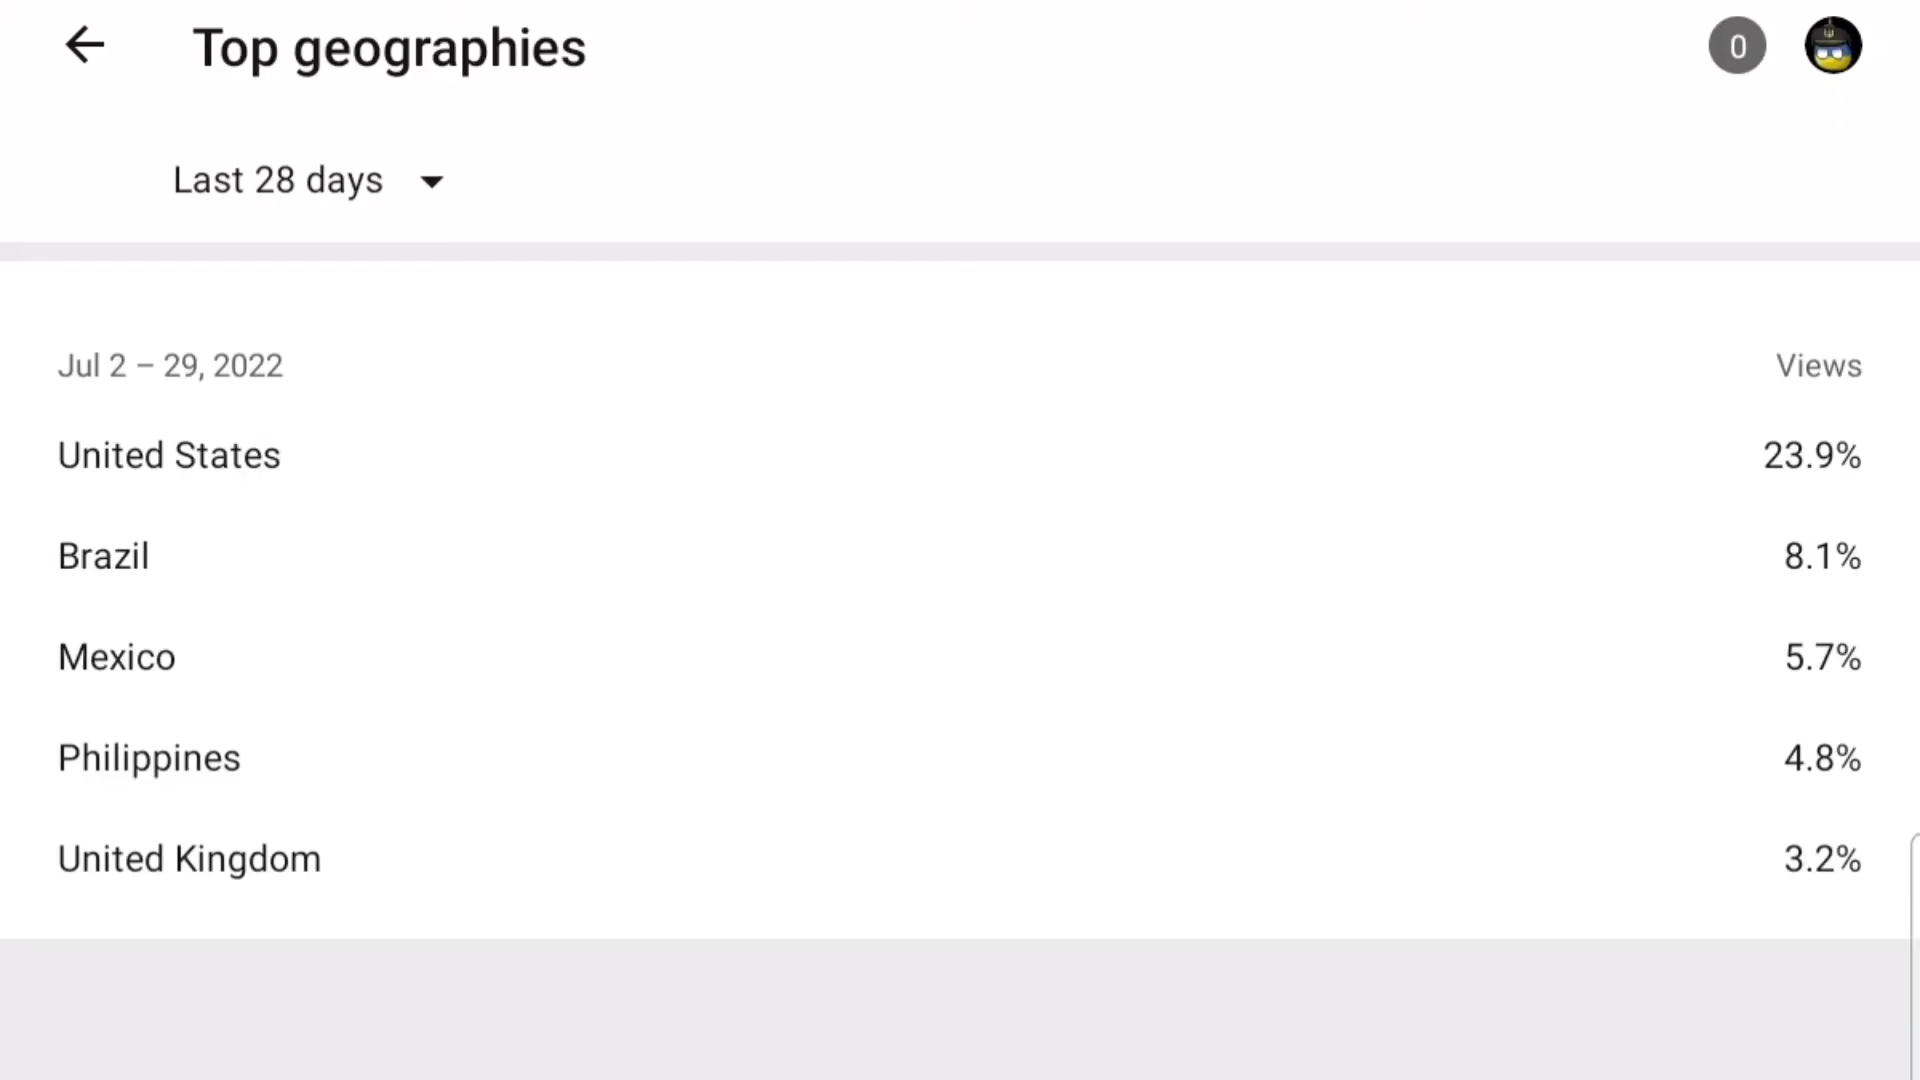 Top geographies
0
Last 28 days
Jul 2 – 29, 2022 Views
United States 23.9%
Brazil 8.1%
Mexico 5.7%
Philippines 4.8%
United Kingdom 3.2%